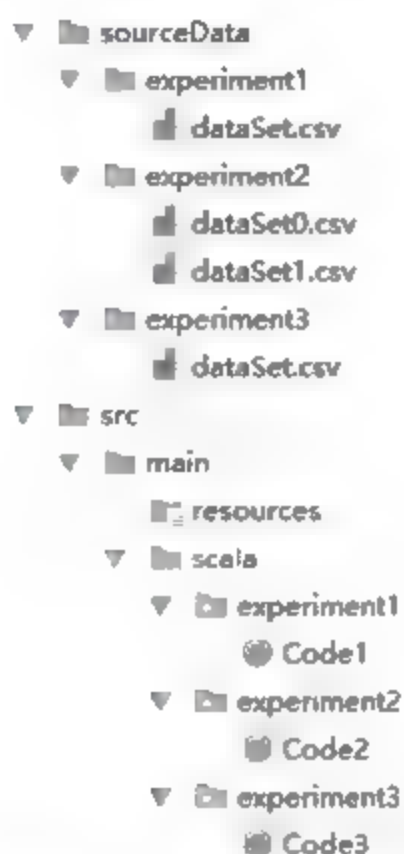 sourceData
experiment1
dataSet.csv
experiment2
dataSet0.csv
dataSet1.csv
experiment3
dataSet.csv
src
main
resources
scala
experiment1
Code1
experiment2
Code2
experiment3
Code3